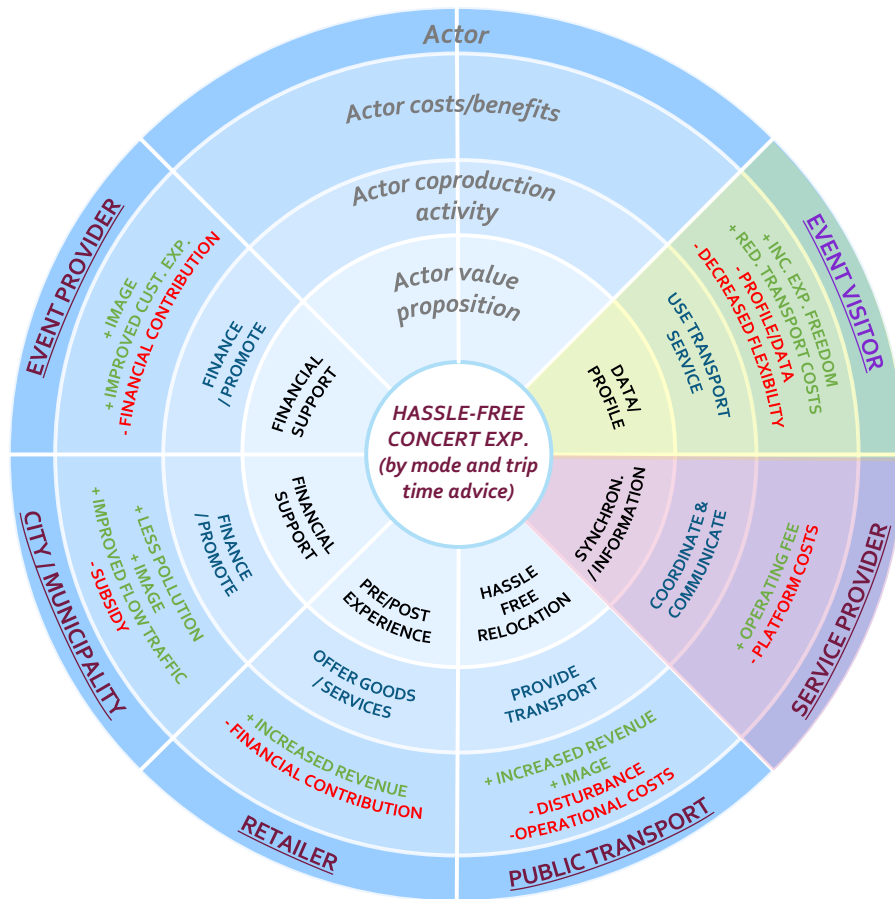 Actor
Actor costs/benefits
Actor coproduction
activity
Actor value
proposition
HASSLE-FREE
CONCERT EXP.
(by mode and trip
time advice)
EVENT VISITOR
+ INC. EXP. FREEDOM
+ RED. TRANSPORT COSTS
- PROFILE/DATA
- DECREASED FLEXIBILITY
USE TRANSPORT
SERVICE
DATA/
PROFILE
SERVICE PROVIDER
+ OPERATING FEE
- PLATFORM COSTS
COORDINATE &
COMMUNICATE
SYNCHRON.
/ INFORMATION
PUBLIC TRANSPORT
+ INCREASED REVENUE
+ IMAGE
- DISTURBANCE
-OPERATIONAL COSTS
PROVIDE
TRANSPORT
HASSLE
FREE
RELOCATION
RETAILER
+ INCREASED REVENUE
- FINANCIAL CONTRIBUTION
OFFER GOODS
/ SERVICES
PRE/POST
EXPERIENCE
CITY / MUNICIPALITY
+ LESS POLLUTION
+ IMAGE
+ IMPROVED FLOW TRAFFIC
- SUBSIDY
FINANCE
/ PROMOTE
FINANCIAL
SUPPORT
EVENT PROVIDER
+ IMAGE
+ IMPROVED CUST. EXP.
- FINANCIAL CONTRIBUTION
FINANCE
/ PROMOTE
FINANCIAL
SUPPORT